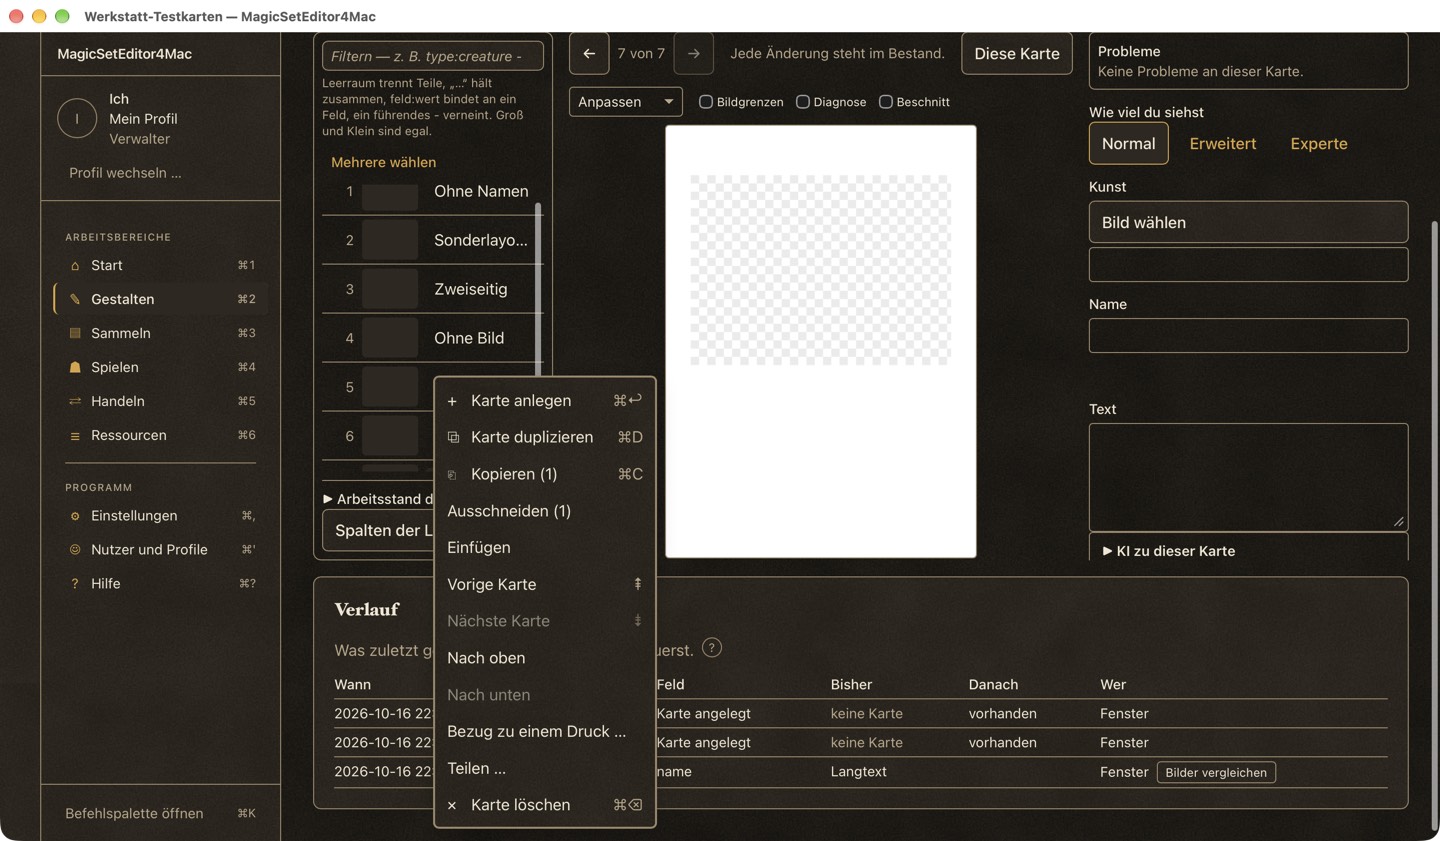 Werkstatt-Testkarten — MagicSetEditor4Mac
MagicSetEditor4Mac
I
Ich
Mein Profil
Verwalter
Profil wechseln ...
ARBEITSBEREICHE
Start ⌘1
Gestalten ⌘2
Sammeln ⌘3
Spielen ⌘4
Handeln ⌘5
Ressourcen ⌘6
PROGRAMM
Einstellungen ⌘,
Nutzer und Profile ⌘'
? Hilfe ⌘?
Befehlspalette öffnen ⌘K
Filtern — z. B. type:creature -
Leerraum trennt Teile, „…“ hält
zusammen, feld:wert bindet an ein
Feld, ein führendes - verneint. Groß
und Klein sind egal.
Mehrere wählen
1 Ohne Namen
2 Sonderlayo...
3 Zweiseitig
4 Ohne Bild
5
6
▶ Arbeitsstand d
Spalten der L
← 7 von 7 → Jede Änderung steht im Bestand. Diese Karte
Anpassen Bildgrenzen Diagnose Beschnitt
+ Karte anlegen ⌘↩
Karte duplizieren ⌘D
Kopieren (1) ⌘C
Ausschneiden (1)
Einfügen
Vorige Karte ⇞
Nächste Karte ⇟
Nach oben
Nach unten
Bezug zu einem Druck ...
Teilen ...
× Karte löschen ⌘⌫
Probleme
Keine Probleme an dieser Karte.
Wie viel du siehst
Normal Erweitert Experte
Kunst
Bild wählen
Name
Text
▶ KI zu dieser Karte
Verlauf
Was zuletzt g uerst. ?
Wann Feld Bisher Danach Wer
2026-10-16 22 Karte angelegt keine Karte vorhanden Fenster
2026-10-16 22 Karte angelegt keine Karte vorhanden Fenster
2026-10-16 22 name Langtext Fenster Bilder vergleichen